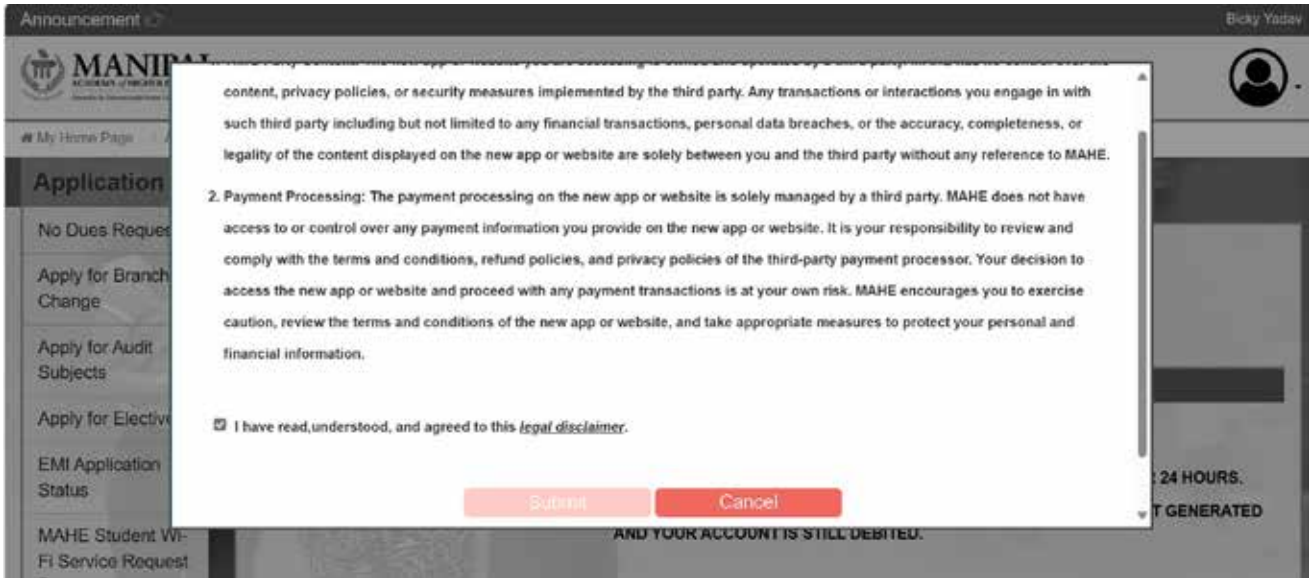 Announcement
Bicky Yadav
MANIPAL
My Home Page
content, privacy policies, or security measures implemented by the third party. Any transactions or interactions you engage in with
such third party including but not limited to any financial transactions, personal data breaches, or the accuracy, completeness, or
legality of the content displayed on the new app or website are solely between you and the third party without any reference to MAHE.
2. Payment Processing: The payment processing on the new app or website is solely managed by a third party. MAHE does not have
access to or control over any payment information you provide on the new app or website. It is your responsibility to review and
comply with the terms and conditions, refund policies, and privacy policies of the third-party payment processor. Your decision to
access the new app or website and proceed with any payment transactions is at your own risk. MAHE encourages you to exercise
caution, review the terms and conditions of the new app or website, and take appropriate measures to protect your personal and
financial information.
I have read,understood, and agreed to this legal disclaimer.
Submit
Cancel
Application
No Dues Reques
Apply for Branch
Change
Apply for Audit
Subjects
Apply for Elective
EMI Application
Status
MAHE Student Wi-
Fi Service Request
24 HOURS.
T GENERATED
AND YOUR ACCOUNT IS STILL DEBITED.